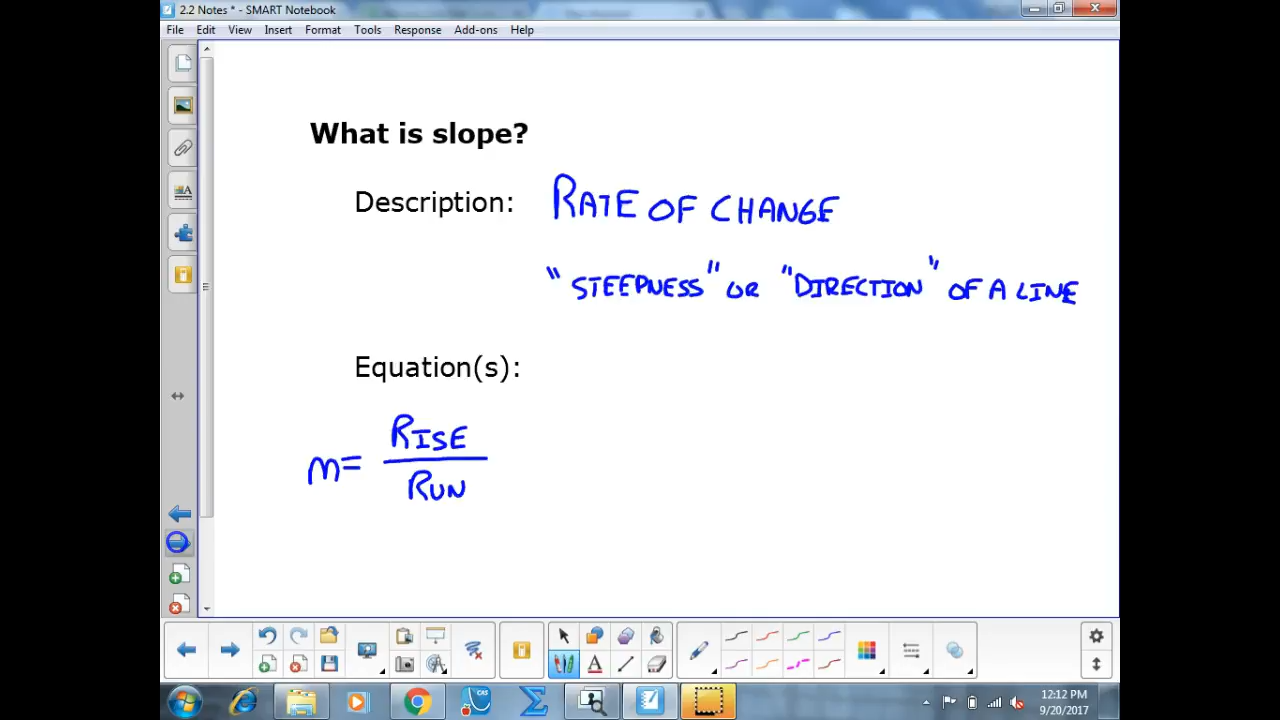 2.2 Notes * - SMART Notebook
File Edit View Insert Format Tools Response Add-ons Help
What is slope?
Description: RATE OF CHANGE
"STEEPNESS" OR "DIRECTION" OF A LINE
Equation(s):
m= RISE
RUN
12:12 PM
9/20/2017